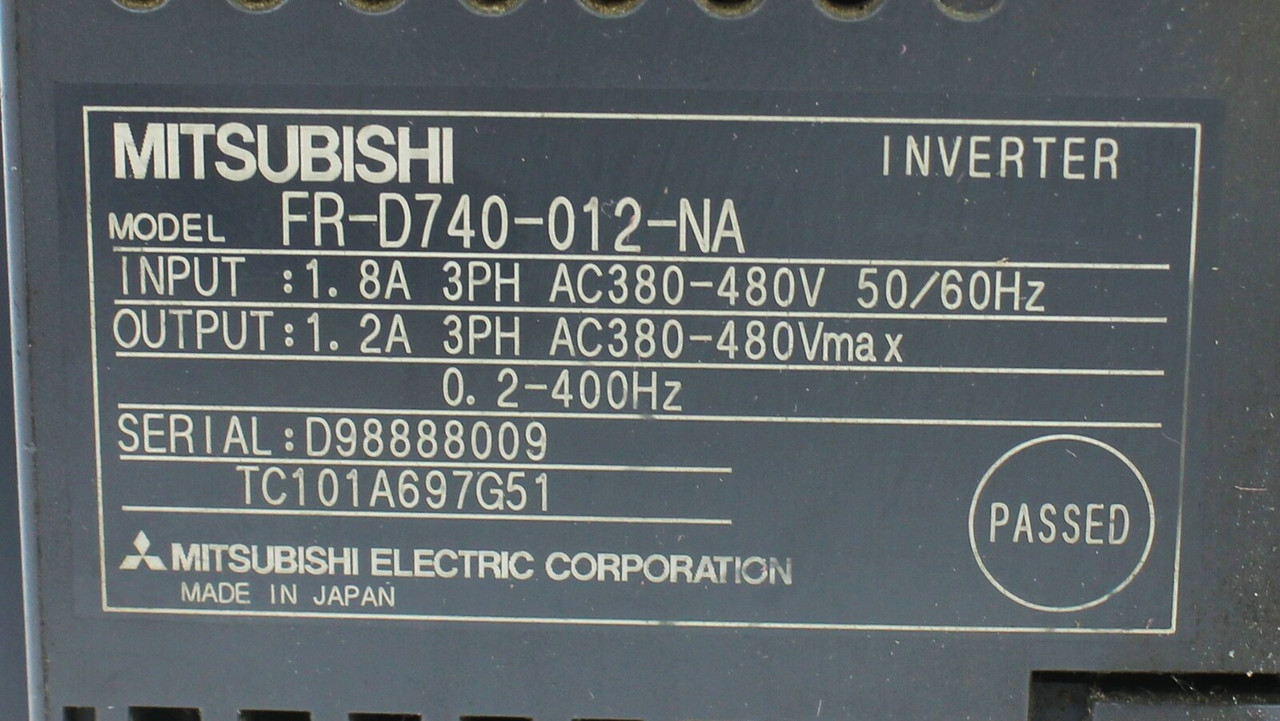 MITSUBISHI INVERTER
MODEL FR-D740-012-NA
INPUT :1.8A 3PH AC380-480V 50/60Hz
OUTPUT:1.2A 3PH AC380-480Vmax
0.2-400Hz
SERIAL:D98888009
TC101A697G51
PASSED
MITSUBISHI ELECTRIC CORPORATION
MADE IN JAPAN